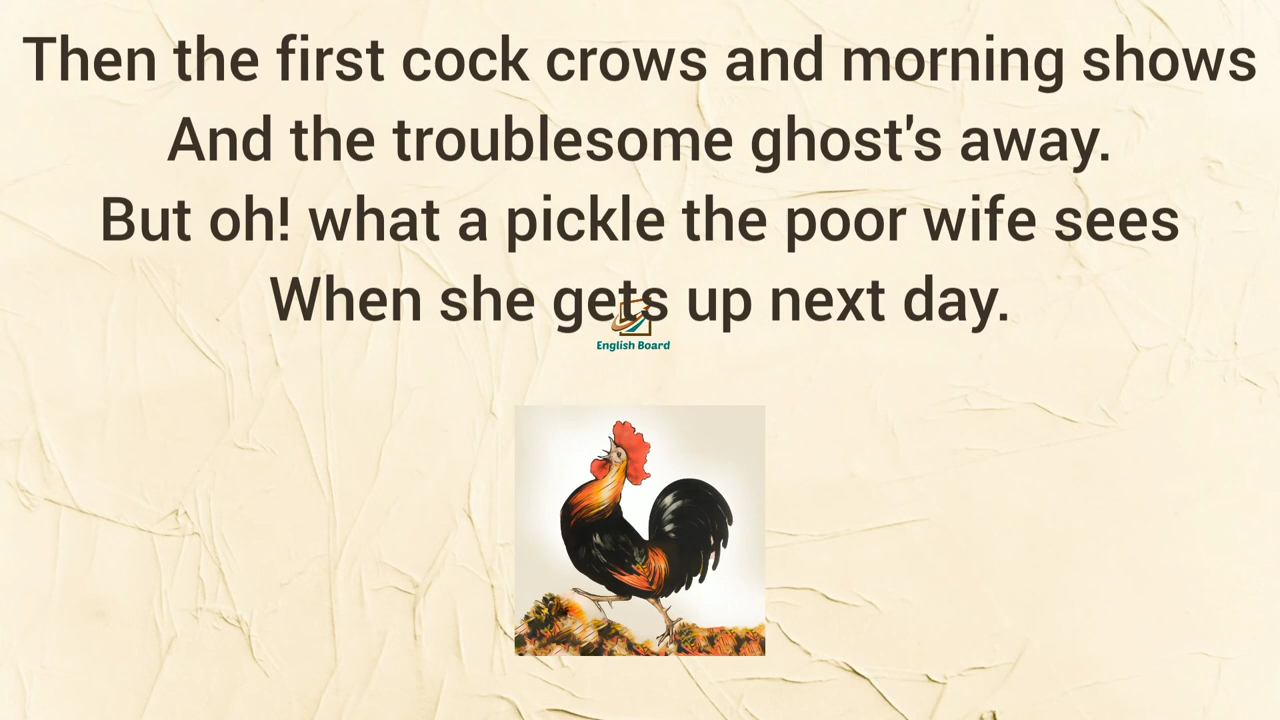 Then the first cock crows and morning shows
And the troublesome ghost's away.
But oh! what a pickle the poor wife sees
When she gets up next day.
English Board